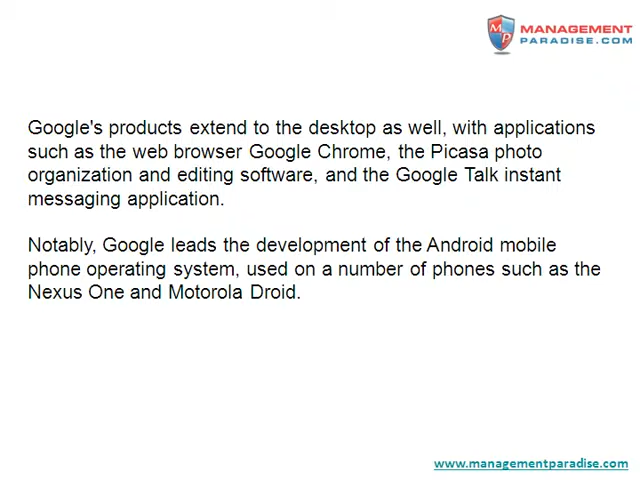 MP MANAGEMENT
PARADISE.COM
Google's products extend to the desktop as well, with applications
such as the web browser Google Chrome, the Picasa photo
organization and editing software, and the Google Talk instant
messaging application.
Notably, Google leads the development of the Android mobile
phone operating system, used on a number of phones such as the
Nexus One and Motorola Droid.
www.managementparadise.com